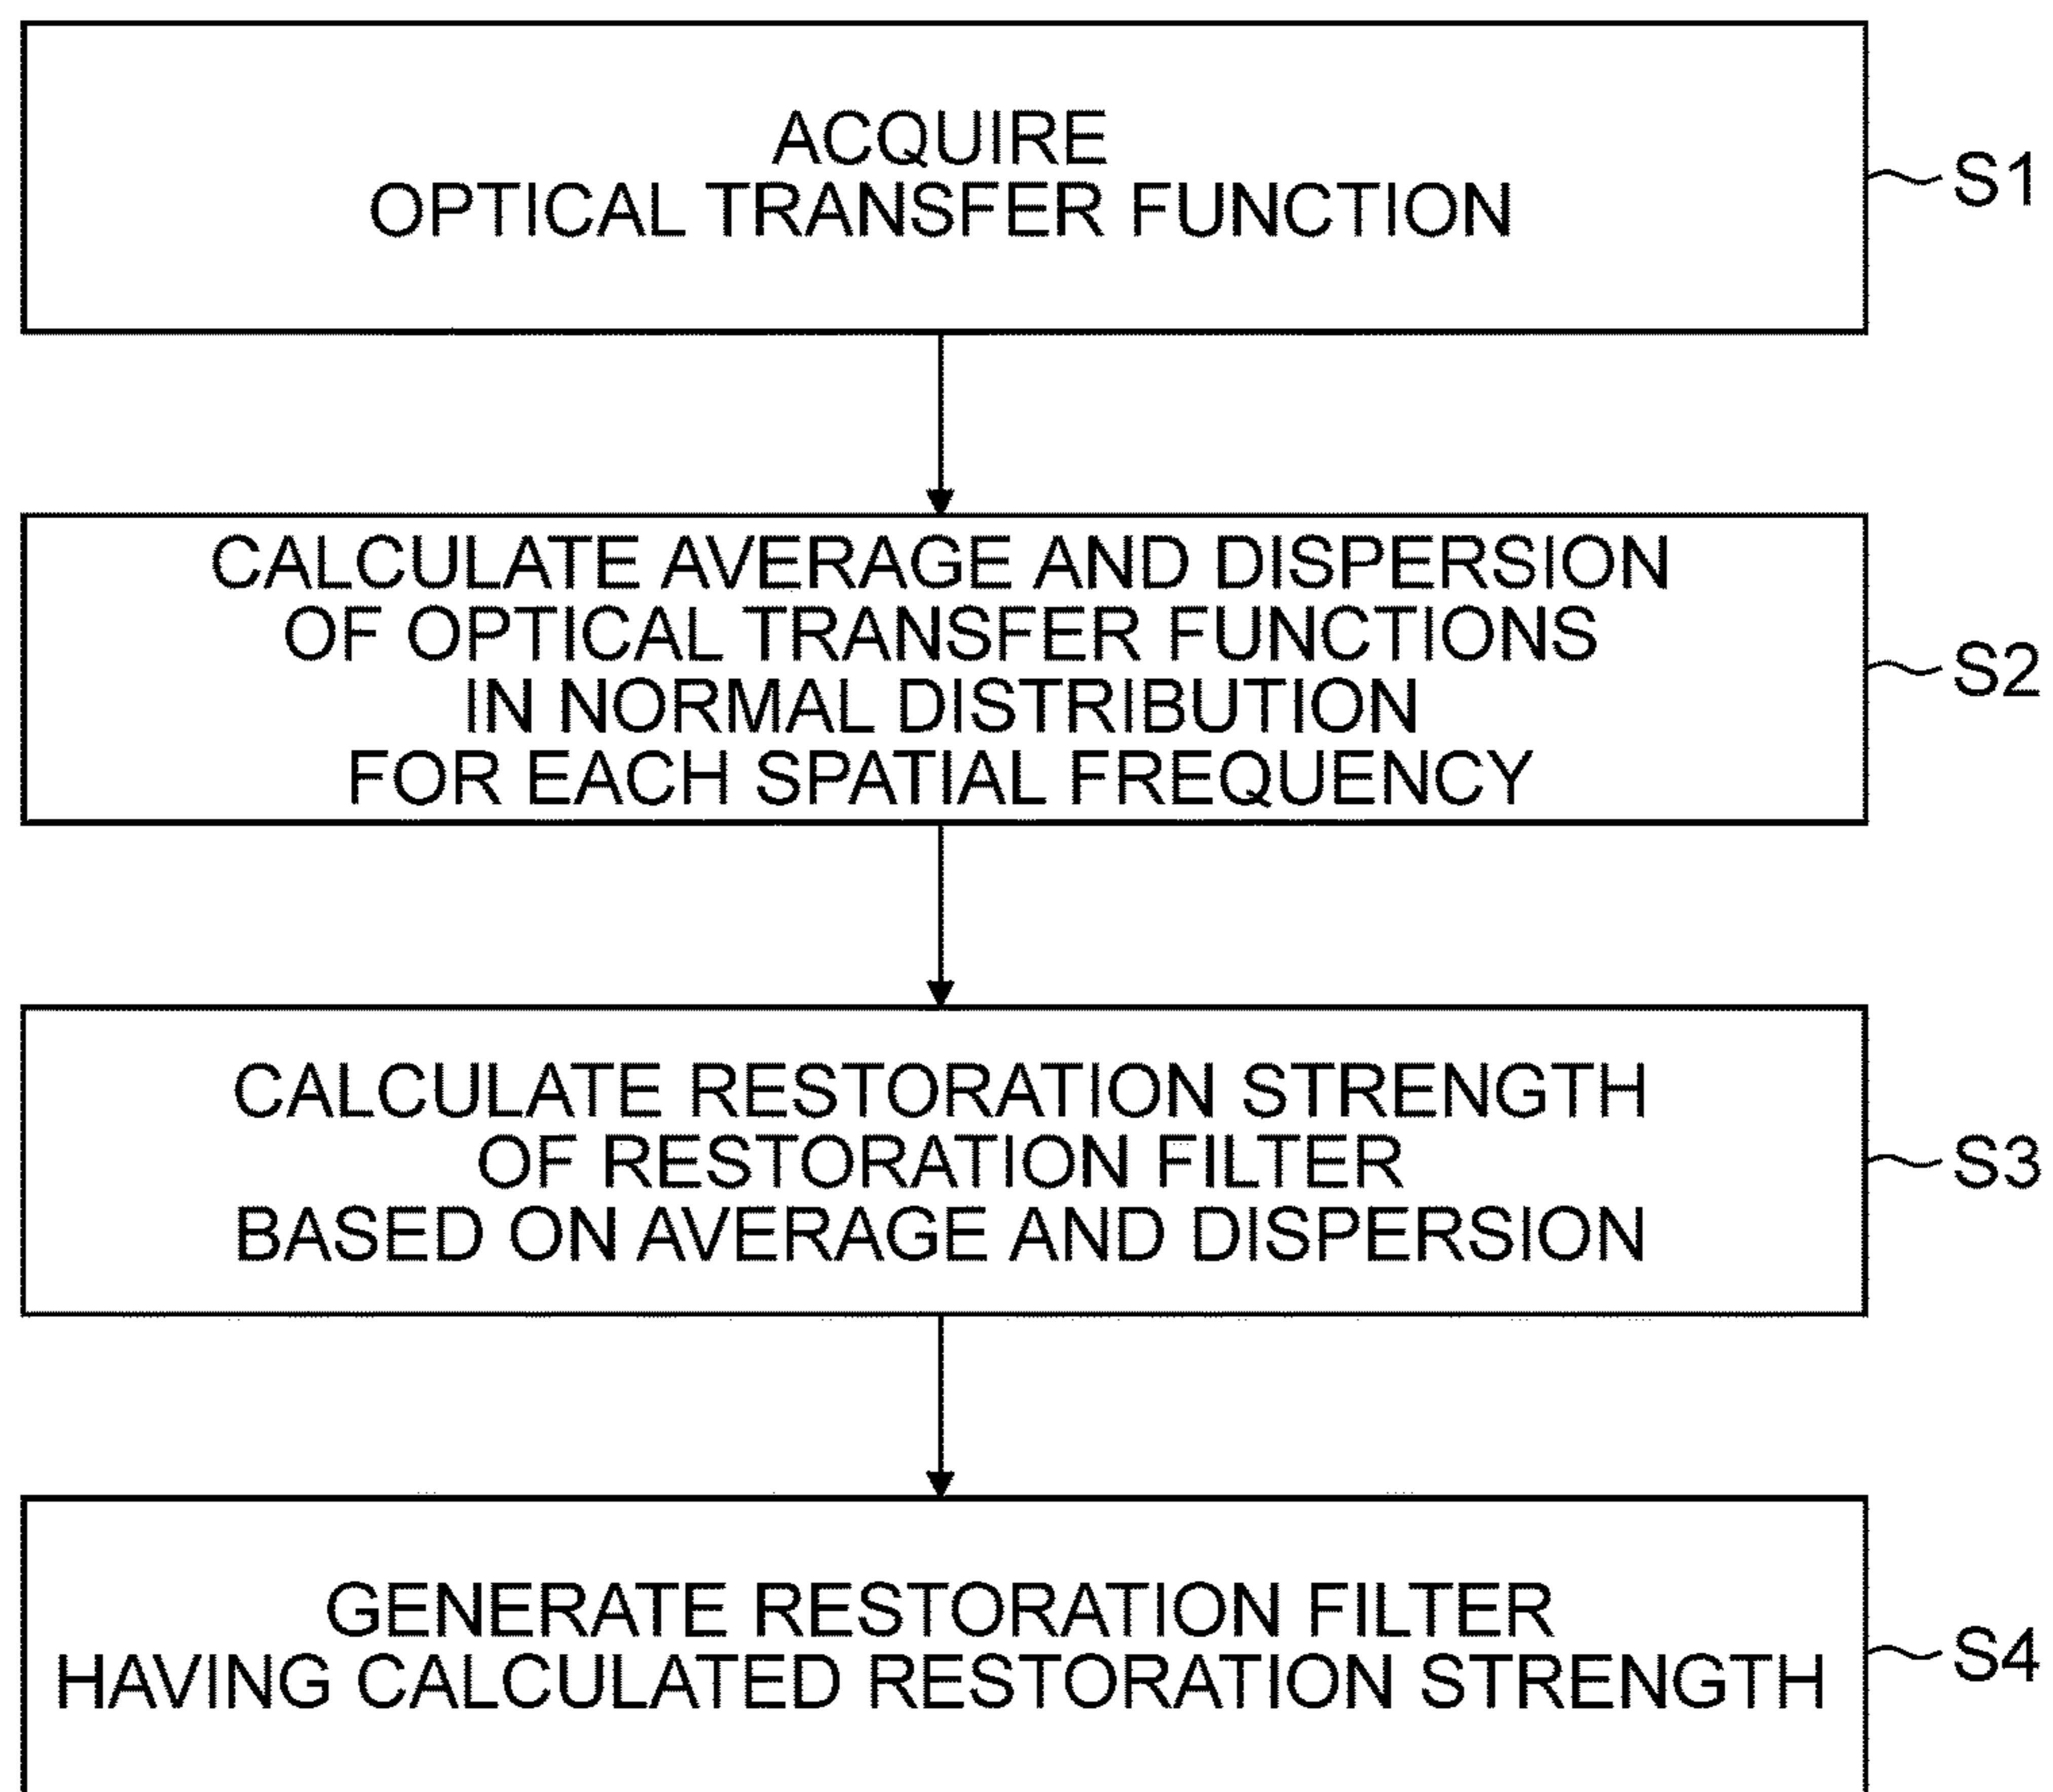 ACQUIRE
OPTICAL TRANSFER FUNCTION
S1
CALCULATE AVERAGE AND DISPERSION
OF OPTICAL TRANSFER FUNCTIONS
IN NORMAL DISTRIBUTION
FOR EACH SPATIAL FREQUENCY
S2
CALCULATE RESTORATION STRENGTH
OF RESTORATION FILTER
BASED ON AVERAGE AND DISPERSION
S3
GENERATE RESTORATION FILTER
HAVING CALCULATED RESTORATION STRENGTH
S4